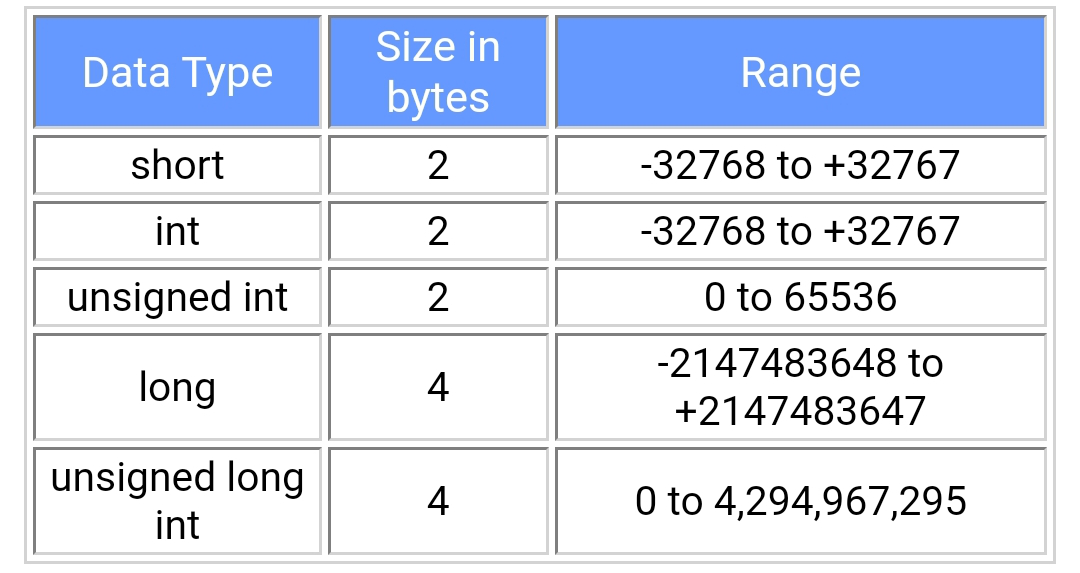 Data Type Size in bytes Range
short 2 -32768 to +32767
int 2 -32768 to +32767
unsigned int 2 0 to 65536
long 4 -2147483648 to +2147483647
unsigned long int 4 0 to 4,294,967,295